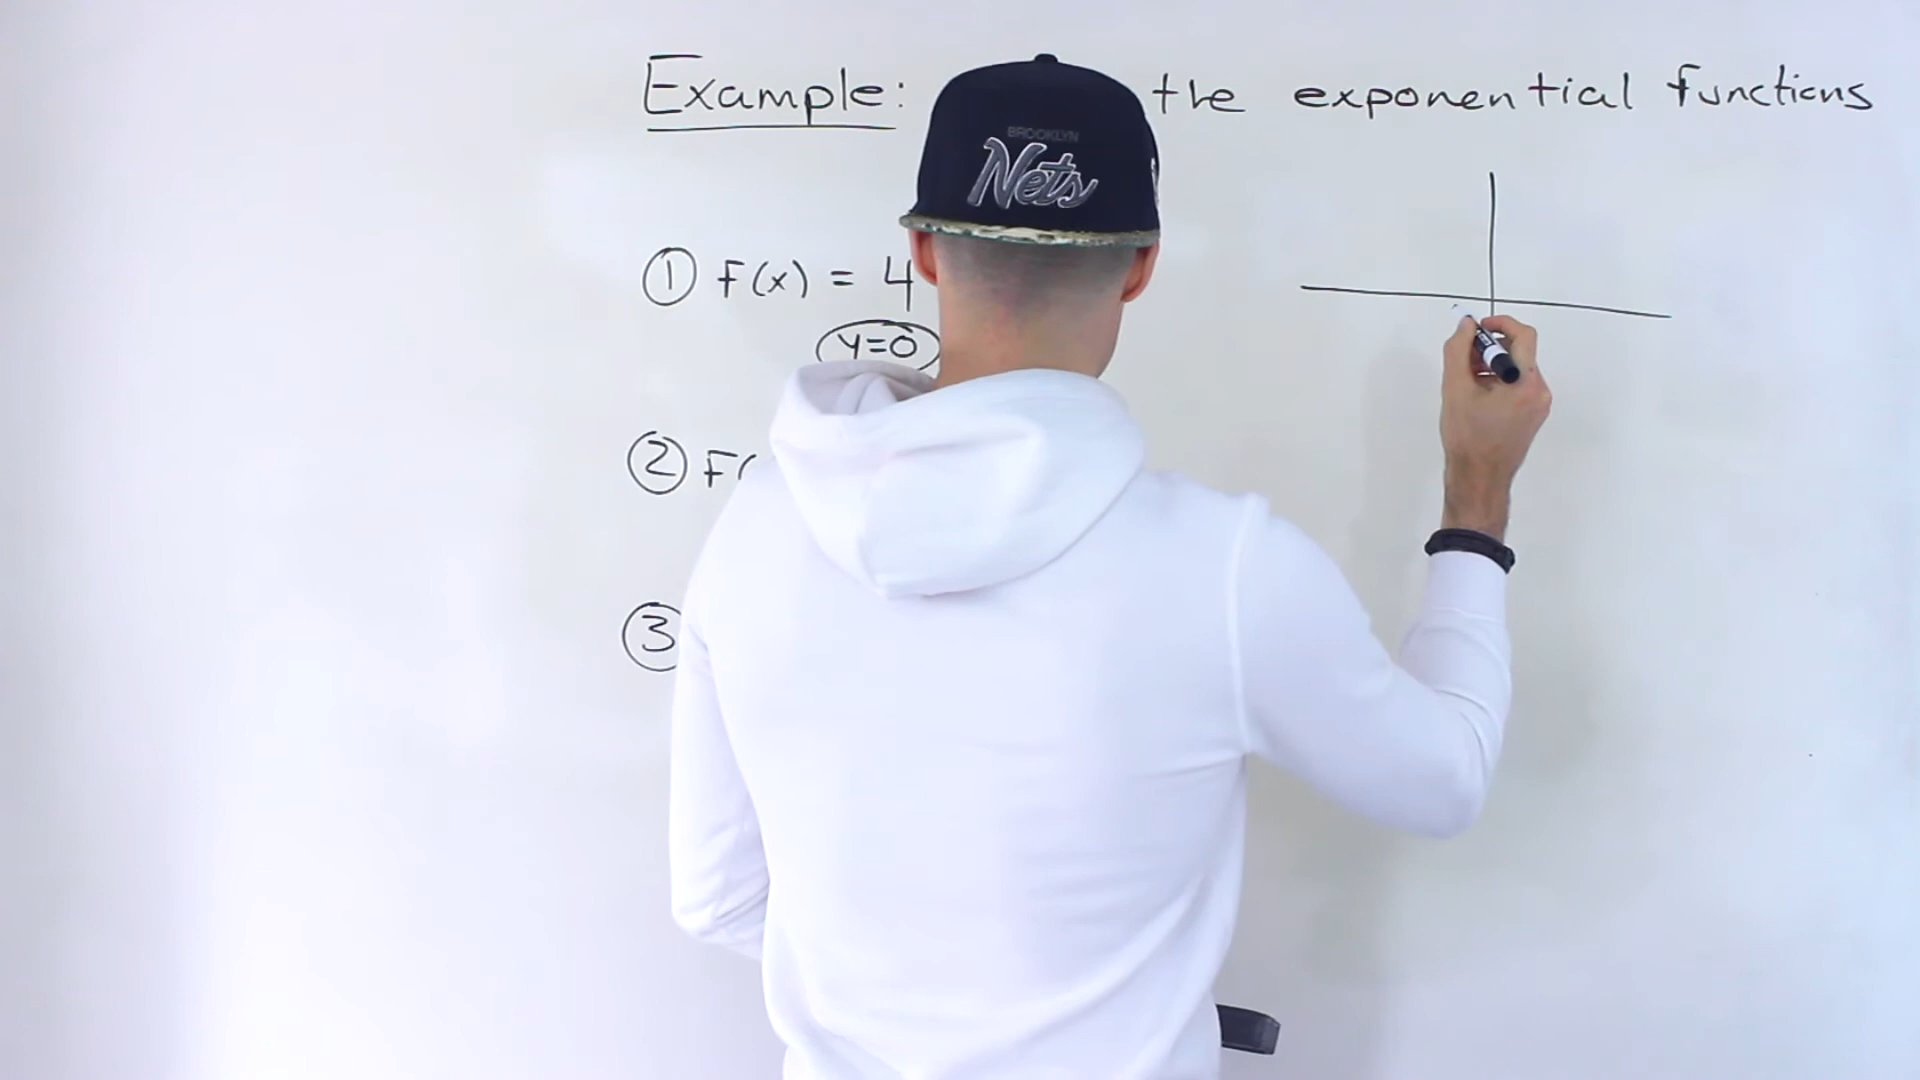 Example: the exponential functions
BROOKLYN
Nets
① F(x) = 4
y=0
② F(
③